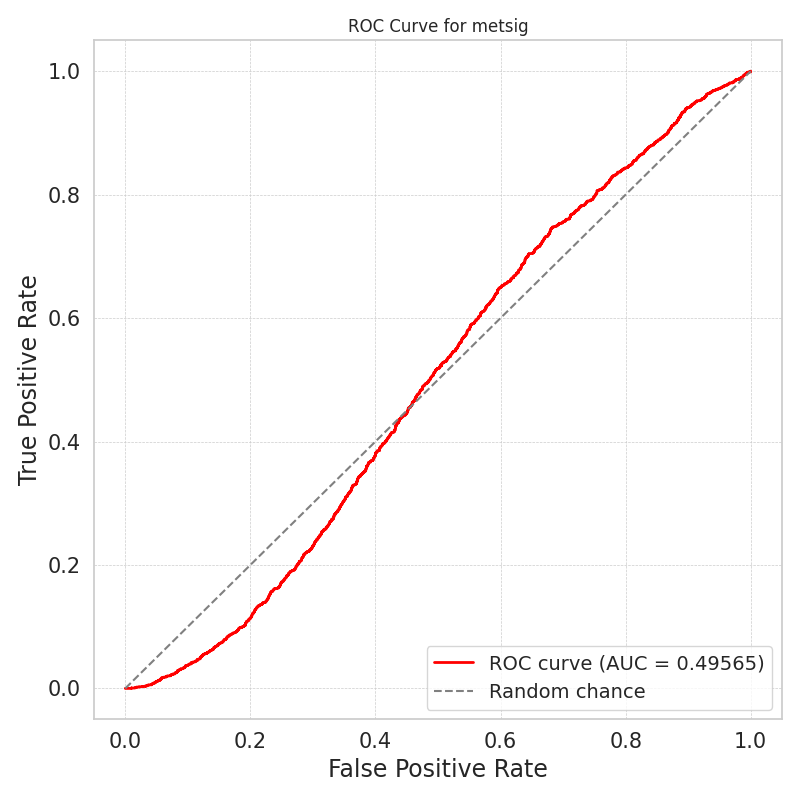 ROC Curve for metsig
1.0
0.8
0.6
0.4
0.2
0.0
True Positive Rate
ROC curve (AUC = 0.49565)
Random chance
0.0 0.2 0.4 0.6 0.8 1.0
False Positive Rate